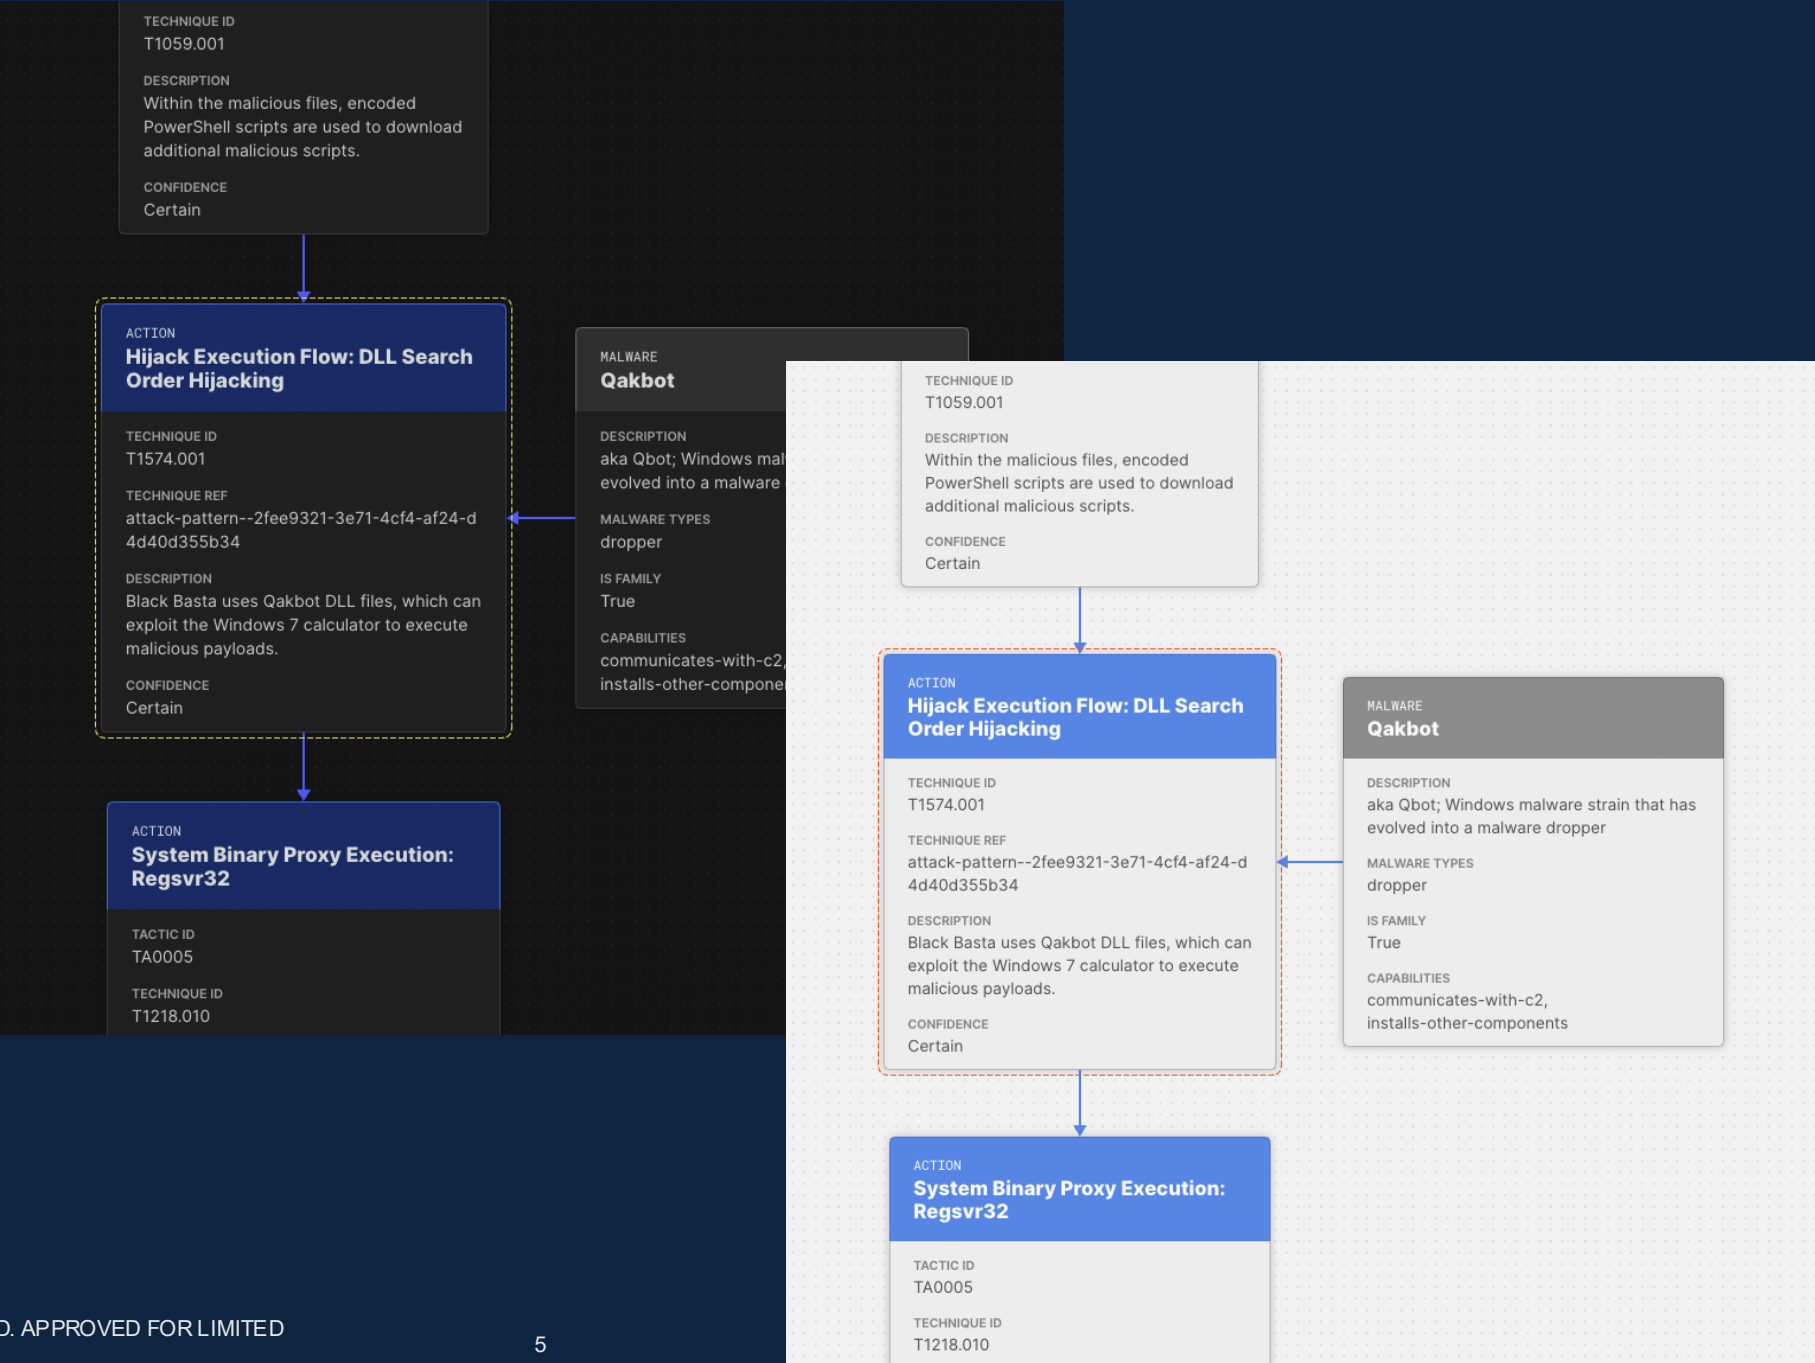 TECHNIQUE ID
T1059.001
DESCRIPTION
Within the malicious files, encoded
PowerShell scripts are used to download
additional malicious scripts.
CONFIDENCE
Certain
ACTION
Hijack Execution Flow: DLL Search
Order Hijacking
TECHNIQUE ID
T1574.001
TECHNIQUE REF
attack-pattern--2fee9321-3e71-4cf4-af24-d
4d40d355b34
DESCRIPTION
Black Basta uses Qakbot DLL files, which can
exploit the Windows 7 calculator to execute
malicious payloads.
CONFIDENCE
Certain
MALWARE
Qakbot
DESCRIPTION
aka Qbot; Windows mal
evolved into a malware
MALWARE TYPES
dropper
IS FAMILY
True
CAPABILITIES
communicates-with-c2,
installs-other-compone
ACTION
System Binary Proxy Execution:
Regsvr32
TACTIC ID
TA0005
TECHNIQUE ID
T1218.010
TECHNIQUE ID
T1059.001
DESCRIPTION
Within the malicious files, encoded
PowerShell scripts are used to download
additional malicious scripts.
CONFIDENCE
Certain
ACTION
Hijack Execution Flow: DLL Search
Order Hijacking
TECHNIQUE ID
T1574.001
TECHNIQUE REF
attack-pattern--2fee9321-3e71-4cf4-af24-d
4d40d355b34
DESCRIPTION
Black Basta uses Qakbot DLL files, which can
exploit the Windows 7 calculator to execute
malicious payloads.
CONFIDENCE
Certain
MALWARE
Qakbot
DESCRIPTION
aka Qbot; Windows malware strain that has
evolved into a malware dropper
MALWARE TYPES
dropper
IS FAMILY
True
CAPABILITIES
communicates-with-c2,
installs-other-components
ACTION
System Binary Proxy Execution:
Regsvr32
TACTIC ID
TA0005
TECHNIQUE ID
T1218.010
D. APPROVED FOR LIMITED
5